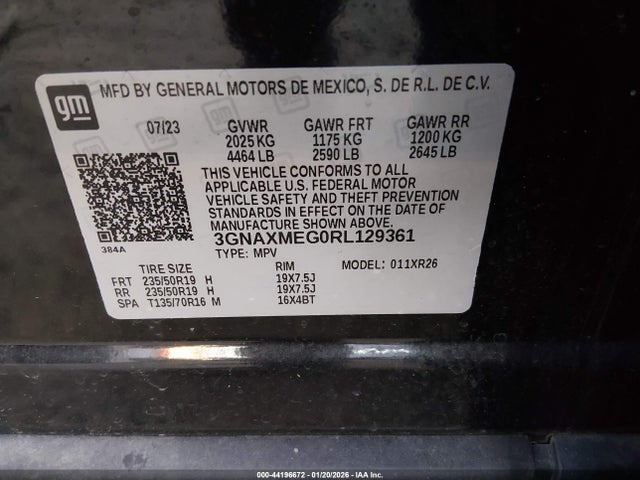 gm
MFD BY GENERAL MOTORS DE MEXICO, S. DE R.L. DE C.V.
07/23 GVWR GAWR FRT GAWR RR
2025 KG 1175 KG 1200 KG
4464 LB 2590 LB 2645 LB
THIS VEHICLE CONFORMS TO ALL
APPLICABLE U.S. FEDERAL MOTOR
VEHICLE SAFETY AND THEFT PREVENTION
STANDARDS IN EFFECT ON THE DATE OF
MANUFACTURE SHOWN ABOVE.
3GNAXMEG0RL129361
384A
TYPE: MPV MODEL: 011XR26
TIRE SIZE RIM
FRT 235/50R19 H 19X7.5J
RR 235/50R19 H 19X7.5J
SPA T135/70R16 M 16X4BT
000-44196672 - 01/20/2026 - IAA Inc.